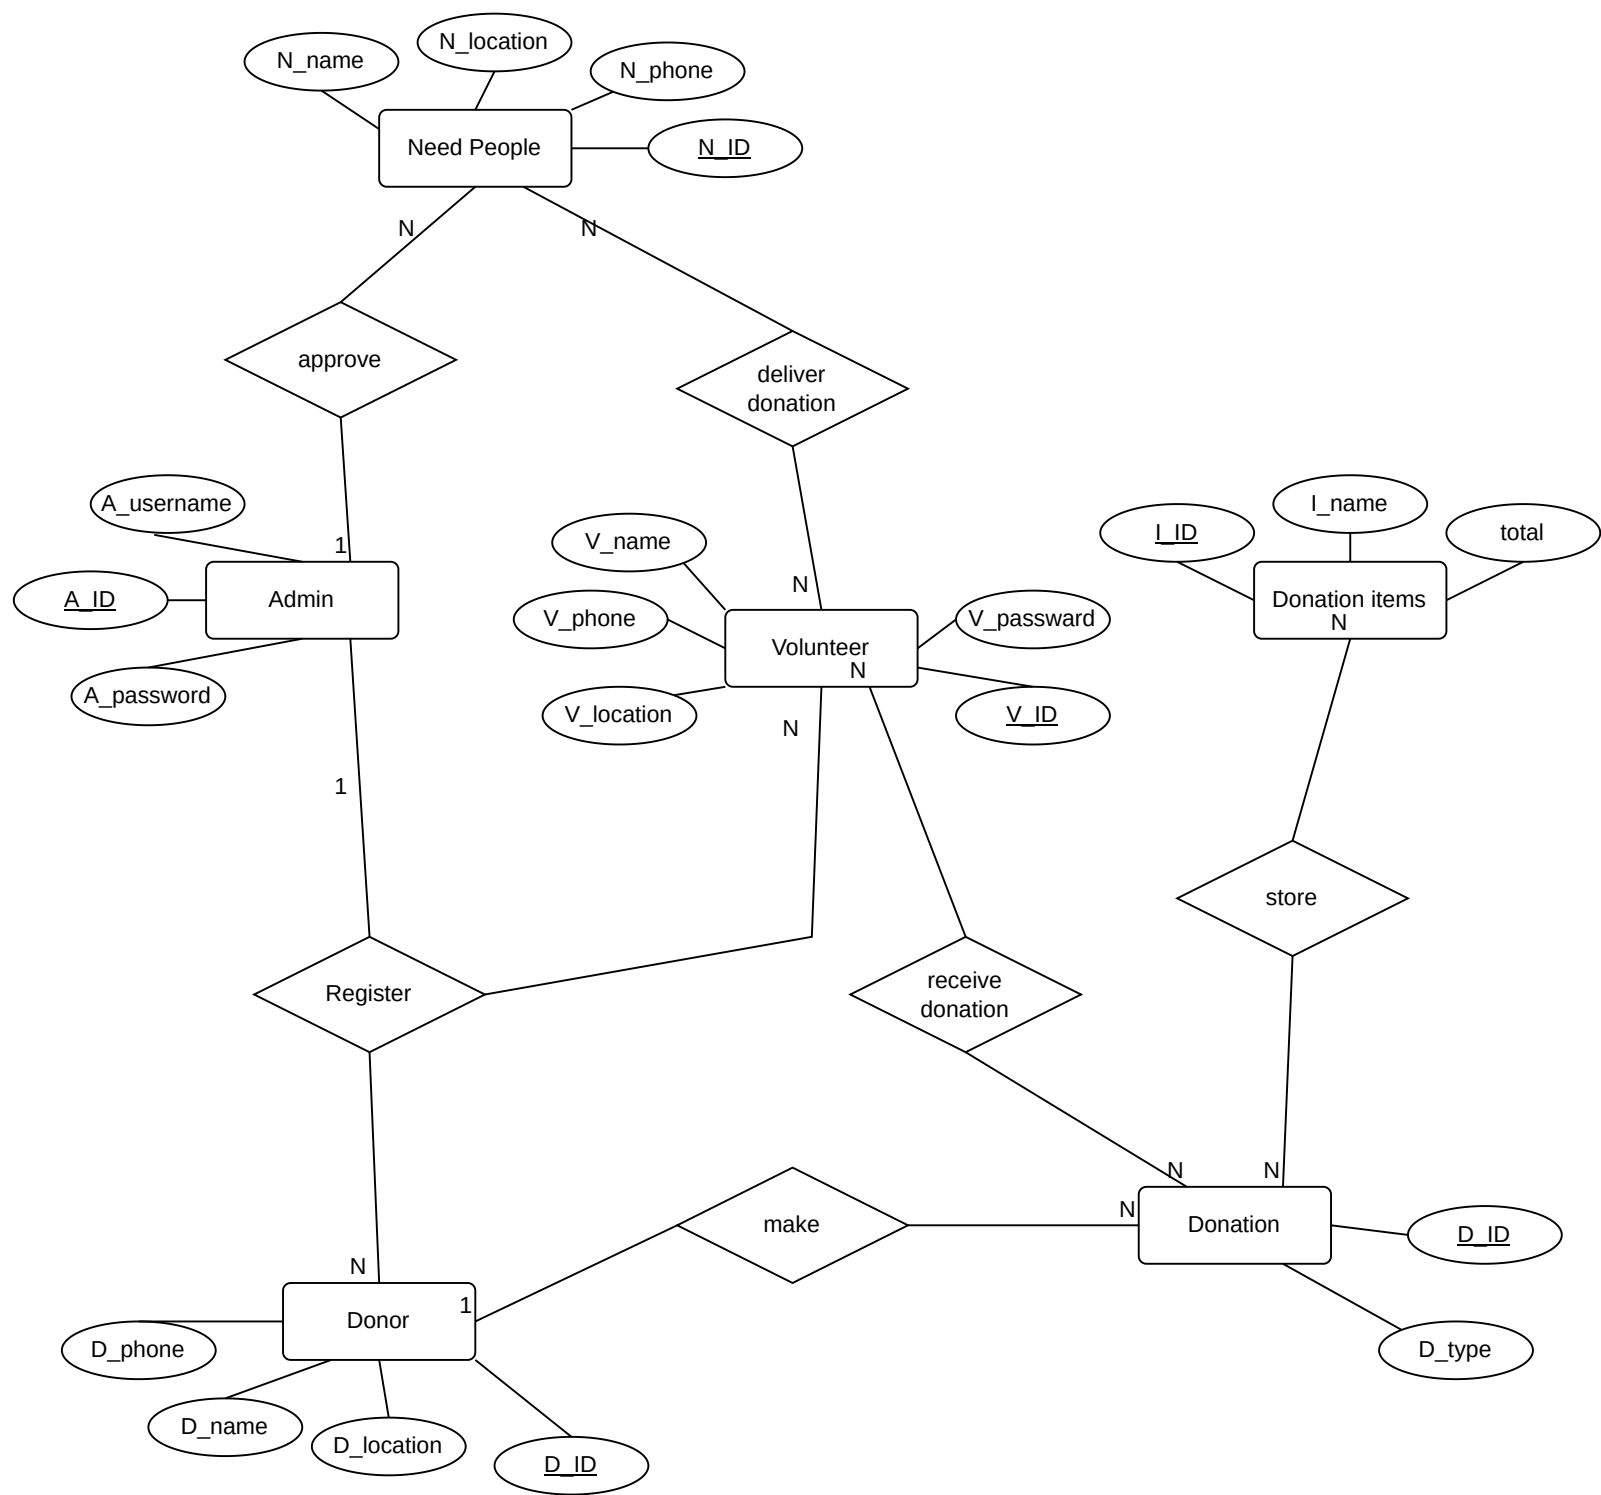 N_location
N_name
N_phone
Need People
N_ID
N
N
approve
deliver
donation
A_username
I_name
I_ID
total
1
V_name
N
A_ID
Admin
Donation items
N
V_phone
V_passward
Volunteer
N
A_password
V_location
V_ID
N
1
store
Register
receive
donation
N
N
N
make
Donation
D_ID
N
1
Donor
D_phone
D_type
D_name
D_location
D_ID